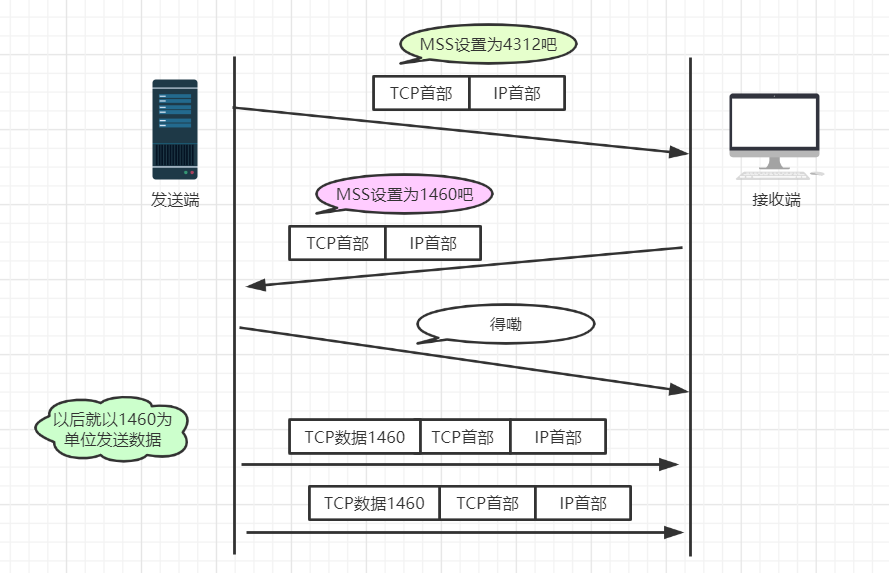 MSS设置为4312吧
TCP首部 IP首部
发送端
接收端
MSS设置为1460吧
TCP首部 IP首部
得嘞
以后就以1460为
单位发送数据
TCP数据1460 TCP首部 IP首部
TCP数据1460 TCP首部 IP首部